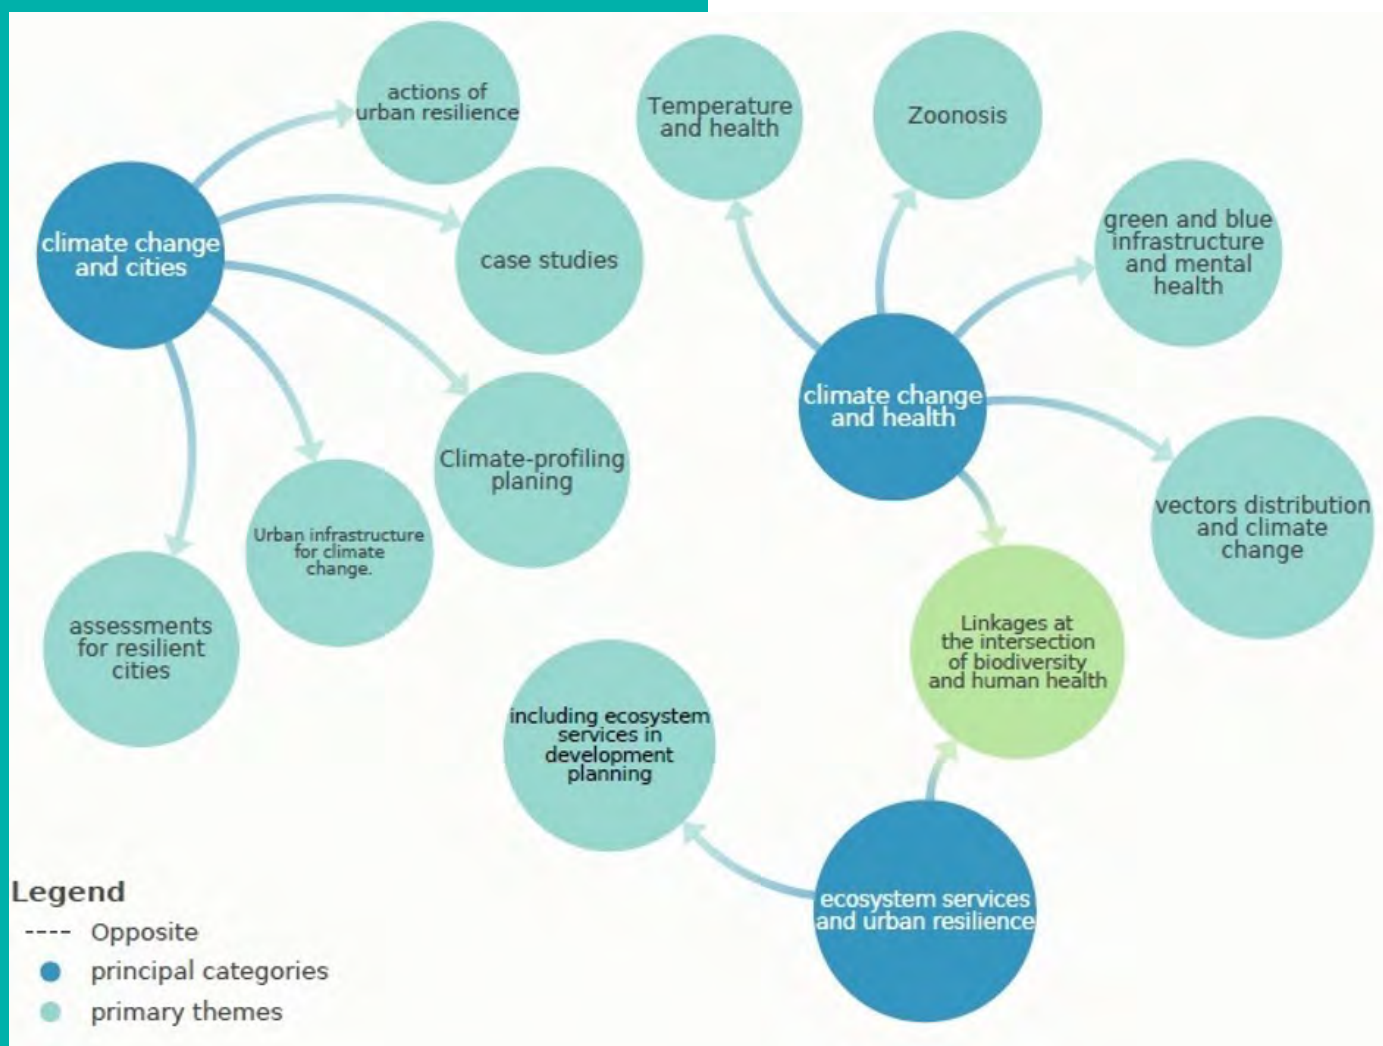 actions of
urban resilience
climate change
and cities
case studies
Climate-profiling
planing
Urban infrastructure
for climate
change.
assessments
for resilient
cities
Temperature
and health
Zoonosis
green and blue
infrastructure
and mental
health
climate change
and health
vectors distribution
and climate
change
Linkages at
the intersection
of biodiversity
and human health
including ecosystem
services in
development
planning
ecosystem services
and urban resilience
Legend
---- Opposite
principal categories
primary themes